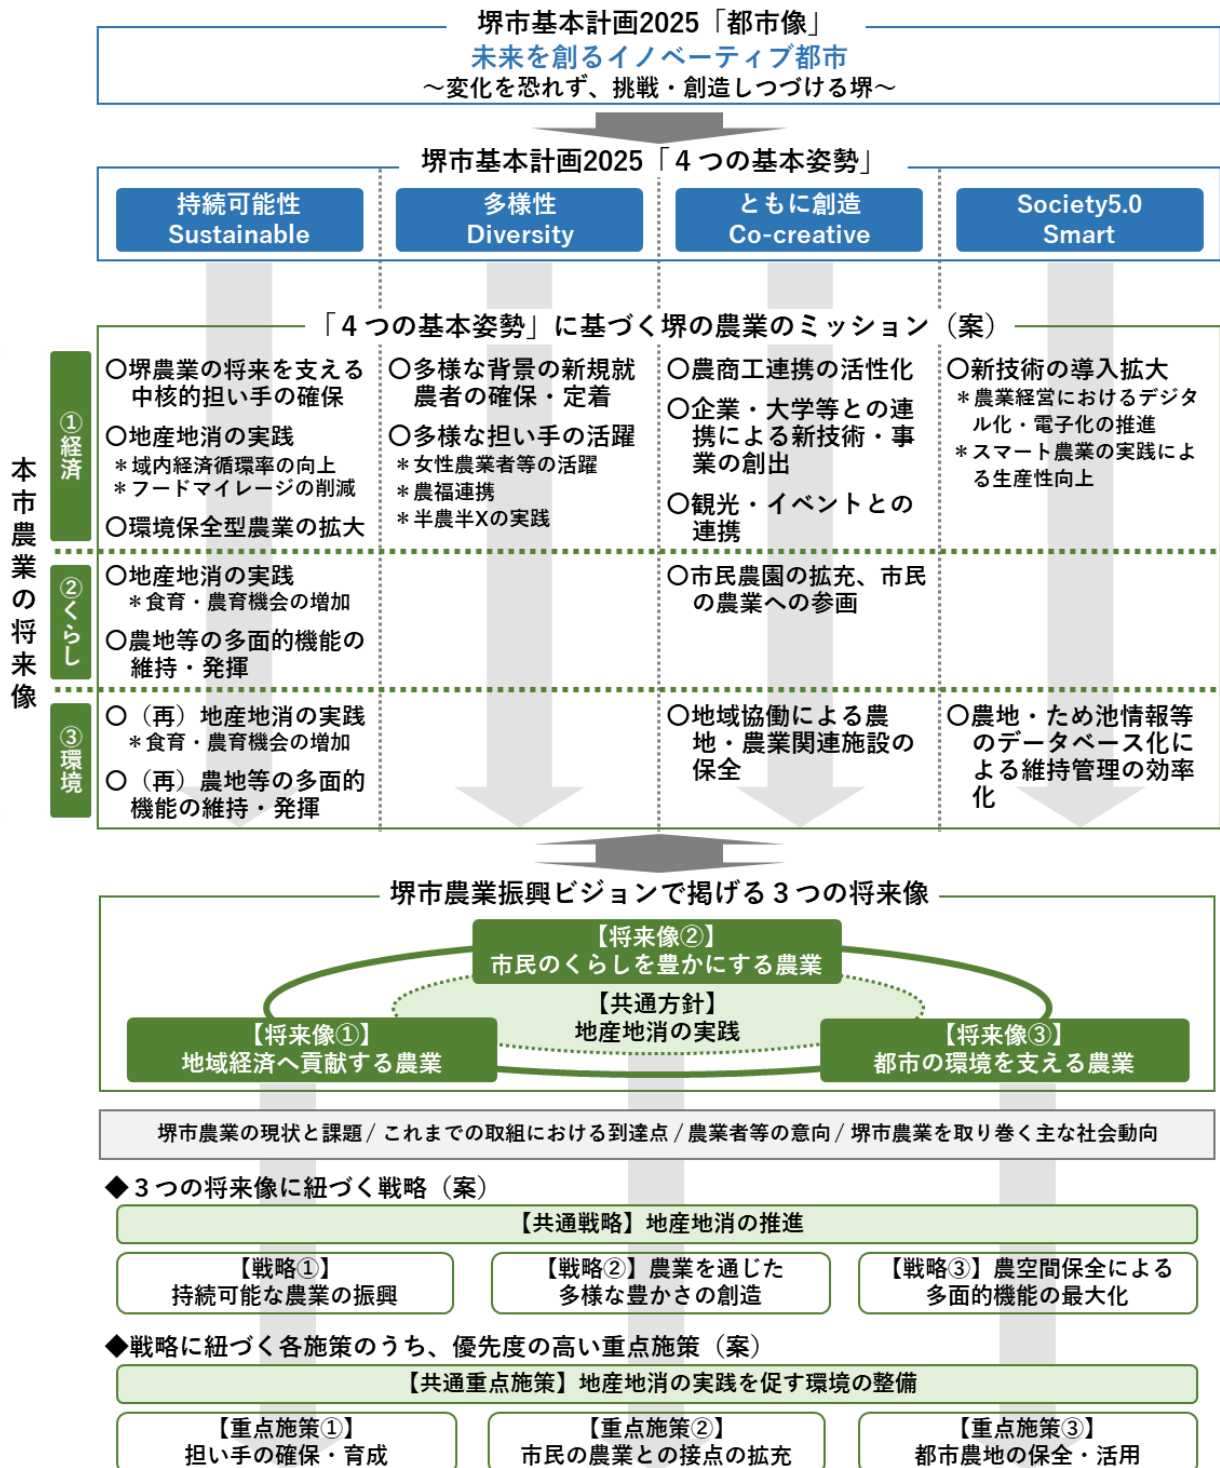 堺市基本計画2025「都市像」
未来を創るイノベーティブ都市
～変化を恐れず、挑戦・創造しつづける堺～
堺市基本計画2025「４つの基本姿勢」
持続可能性
Sustainable
多様性
Diversity
ともに創造
Co-creative
Society5.0
Smart
「４つの基本姿勢」に基づく堺の農業のミッション（案）
本市農業の将来像
①経済
〇堺農業の将来を支える
中核的担い手の確保
〇地産地消の実践
＊域内経済循環率の向上
＊フードマイレージの削減
〇環境保全型農業の拡大
〇多様な背景の新規就
農者の確保・定着
〇多様な担い手の活躍
＊女性農業者等の活躍
＊農福連携
＊半農半Xの実践
〇農商工連携の活性化
〇企業・大学等との連
携による新技術・事
業の創出
〇観光・イベントとの
連携
〇新技術の導入拡大
＊農業経営におけるデジタ
ル化・電子化の推進
＊スマート農業の実践によ
る生産性向上
②くらし
〇地産地消の実践
＊食育・農育機会の増加
〇農地等の多面的機能の
維持・発揮
〇市民農園の拡充、市民
の農業への参画
③環境
〇（再）地産地消の実践
＊食育・農育機会の増加
〇（再）農地等の多面的
機能の維持・発揮
〇地域協働による農
地・農業関連施設の
保全
〇農地・ため池情報等
のデータベース化に
よる維持管理の効率
化
堺市農業振興ビジョンで掲げる３つの将来像
【将来像②】
市民のくらしを豊かにする農業
【共通方針】
地産地消の実践
【将来像①】
地域経済へ貢献する農業
【将来像③】
都市の環境を支える農業
堺市農業の現状と課題 / これまでの取組における到達点 / 農業者等の意向 / 堺市農業を取り巻く主な社会動向
◆３つの将来像に紐づく戦略（案）
【共通戦略】地産地消の推進
【戦略①】
持続可能な農業の振興
【戦略②】農業を通じた
多様な豊かさの創造
【戦略③】農空間保全による
多面的機能の最大化
◆戦略に紐づく各施策のうち、優先度の高い重点施策（案）
【共通重点施策】地産地消の実践を促す環境の整備
【重点施策①】
担い手の確保・育成
【重点施策②】
市民の農業との接点の拡充
【重点施策③】
都市農地の保全・活用